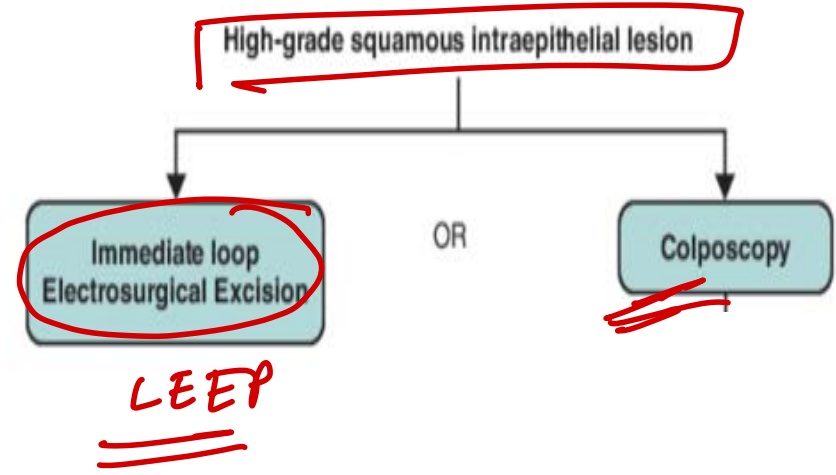 High-grade squamous intraepithelial lesion
Immediate loop
Electrosurgical Excision
OR
Colposcopy
LEEP